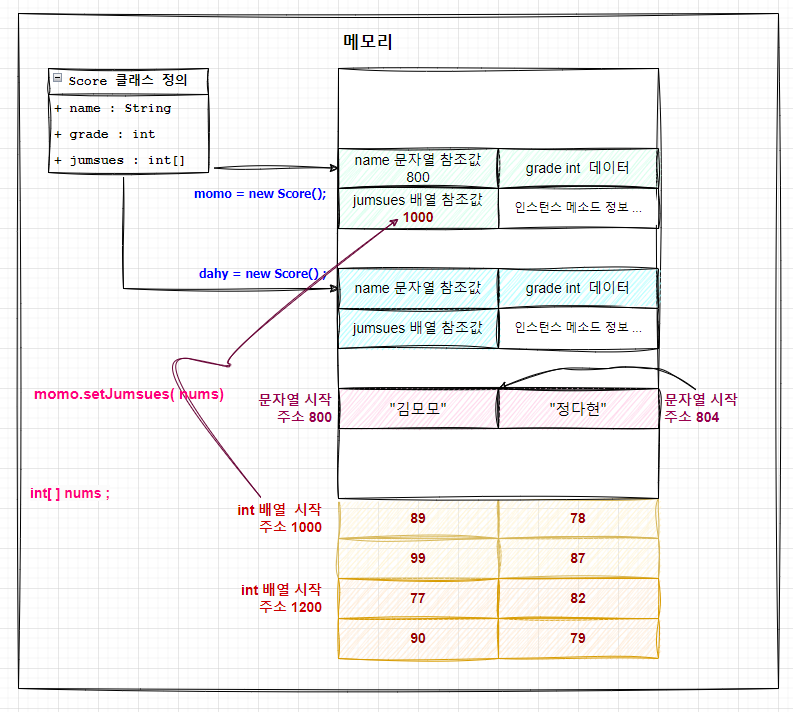 메모리
Score 클래스 정의
+ name : String
+ grade : int
+ jumsues : int[]
name 문자열 참조값
800
grade int 데이터
momo = new Score();
jumsues 배열 참조값
1000
인스턴스 메소드 정보 ...
dahy = new Score() ;
name 문자열 참조값
grade int 데이터
jumsues 배열 참조값
인스턴스 메소드 정보 ...
momo.setJumsues( nums)
문자열 시작
주소 800
"김모모"
"정다현"
문자열 시작
주소 804
int[ ] nums ;
int 배열 시작
주소 1000
89
78
99
87
int 배열 시작
주소 1200
77
82
90
79